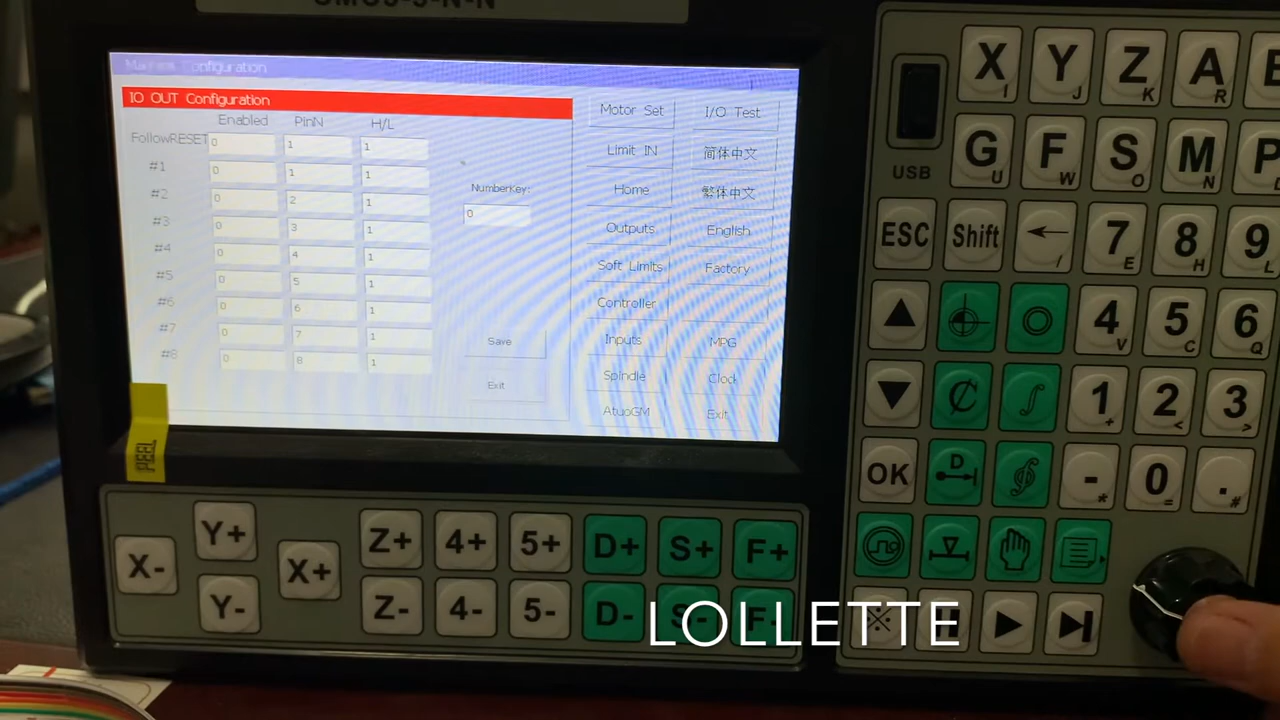 Configuration
IO OUT Configuration
Enabled PinN H/L
FollowRESET 0 1 1
#1 0 1 1
#2 0 2 1
#3 0 3 1
#4 0 4 1
#5 0 5 1
#6 0 6 1
#7 0 7 1
#8 0 8 1
NumberKey:
0
Save
Exit
Motor Set I/O Test
Limit IN 简体中文
Home 繁体中文
Outputs English
Soft Limits Factory
Controller
Inputs MPG
Spindle Clock
AtuoGM Exit
PEEL
USB
X I Y J Z K A R
G U F W S O M N P
ESC Shift ← / 7 E 8 H 9 L
4 V 5 C 6 Q
1 + 2 < 3 >
OK D - * 0 = . #
X- Y+ X+ Z+ 4+ 5+ D+ S+ F+
Y- Z- 4- 5- D- S- F-
LOLLETTE